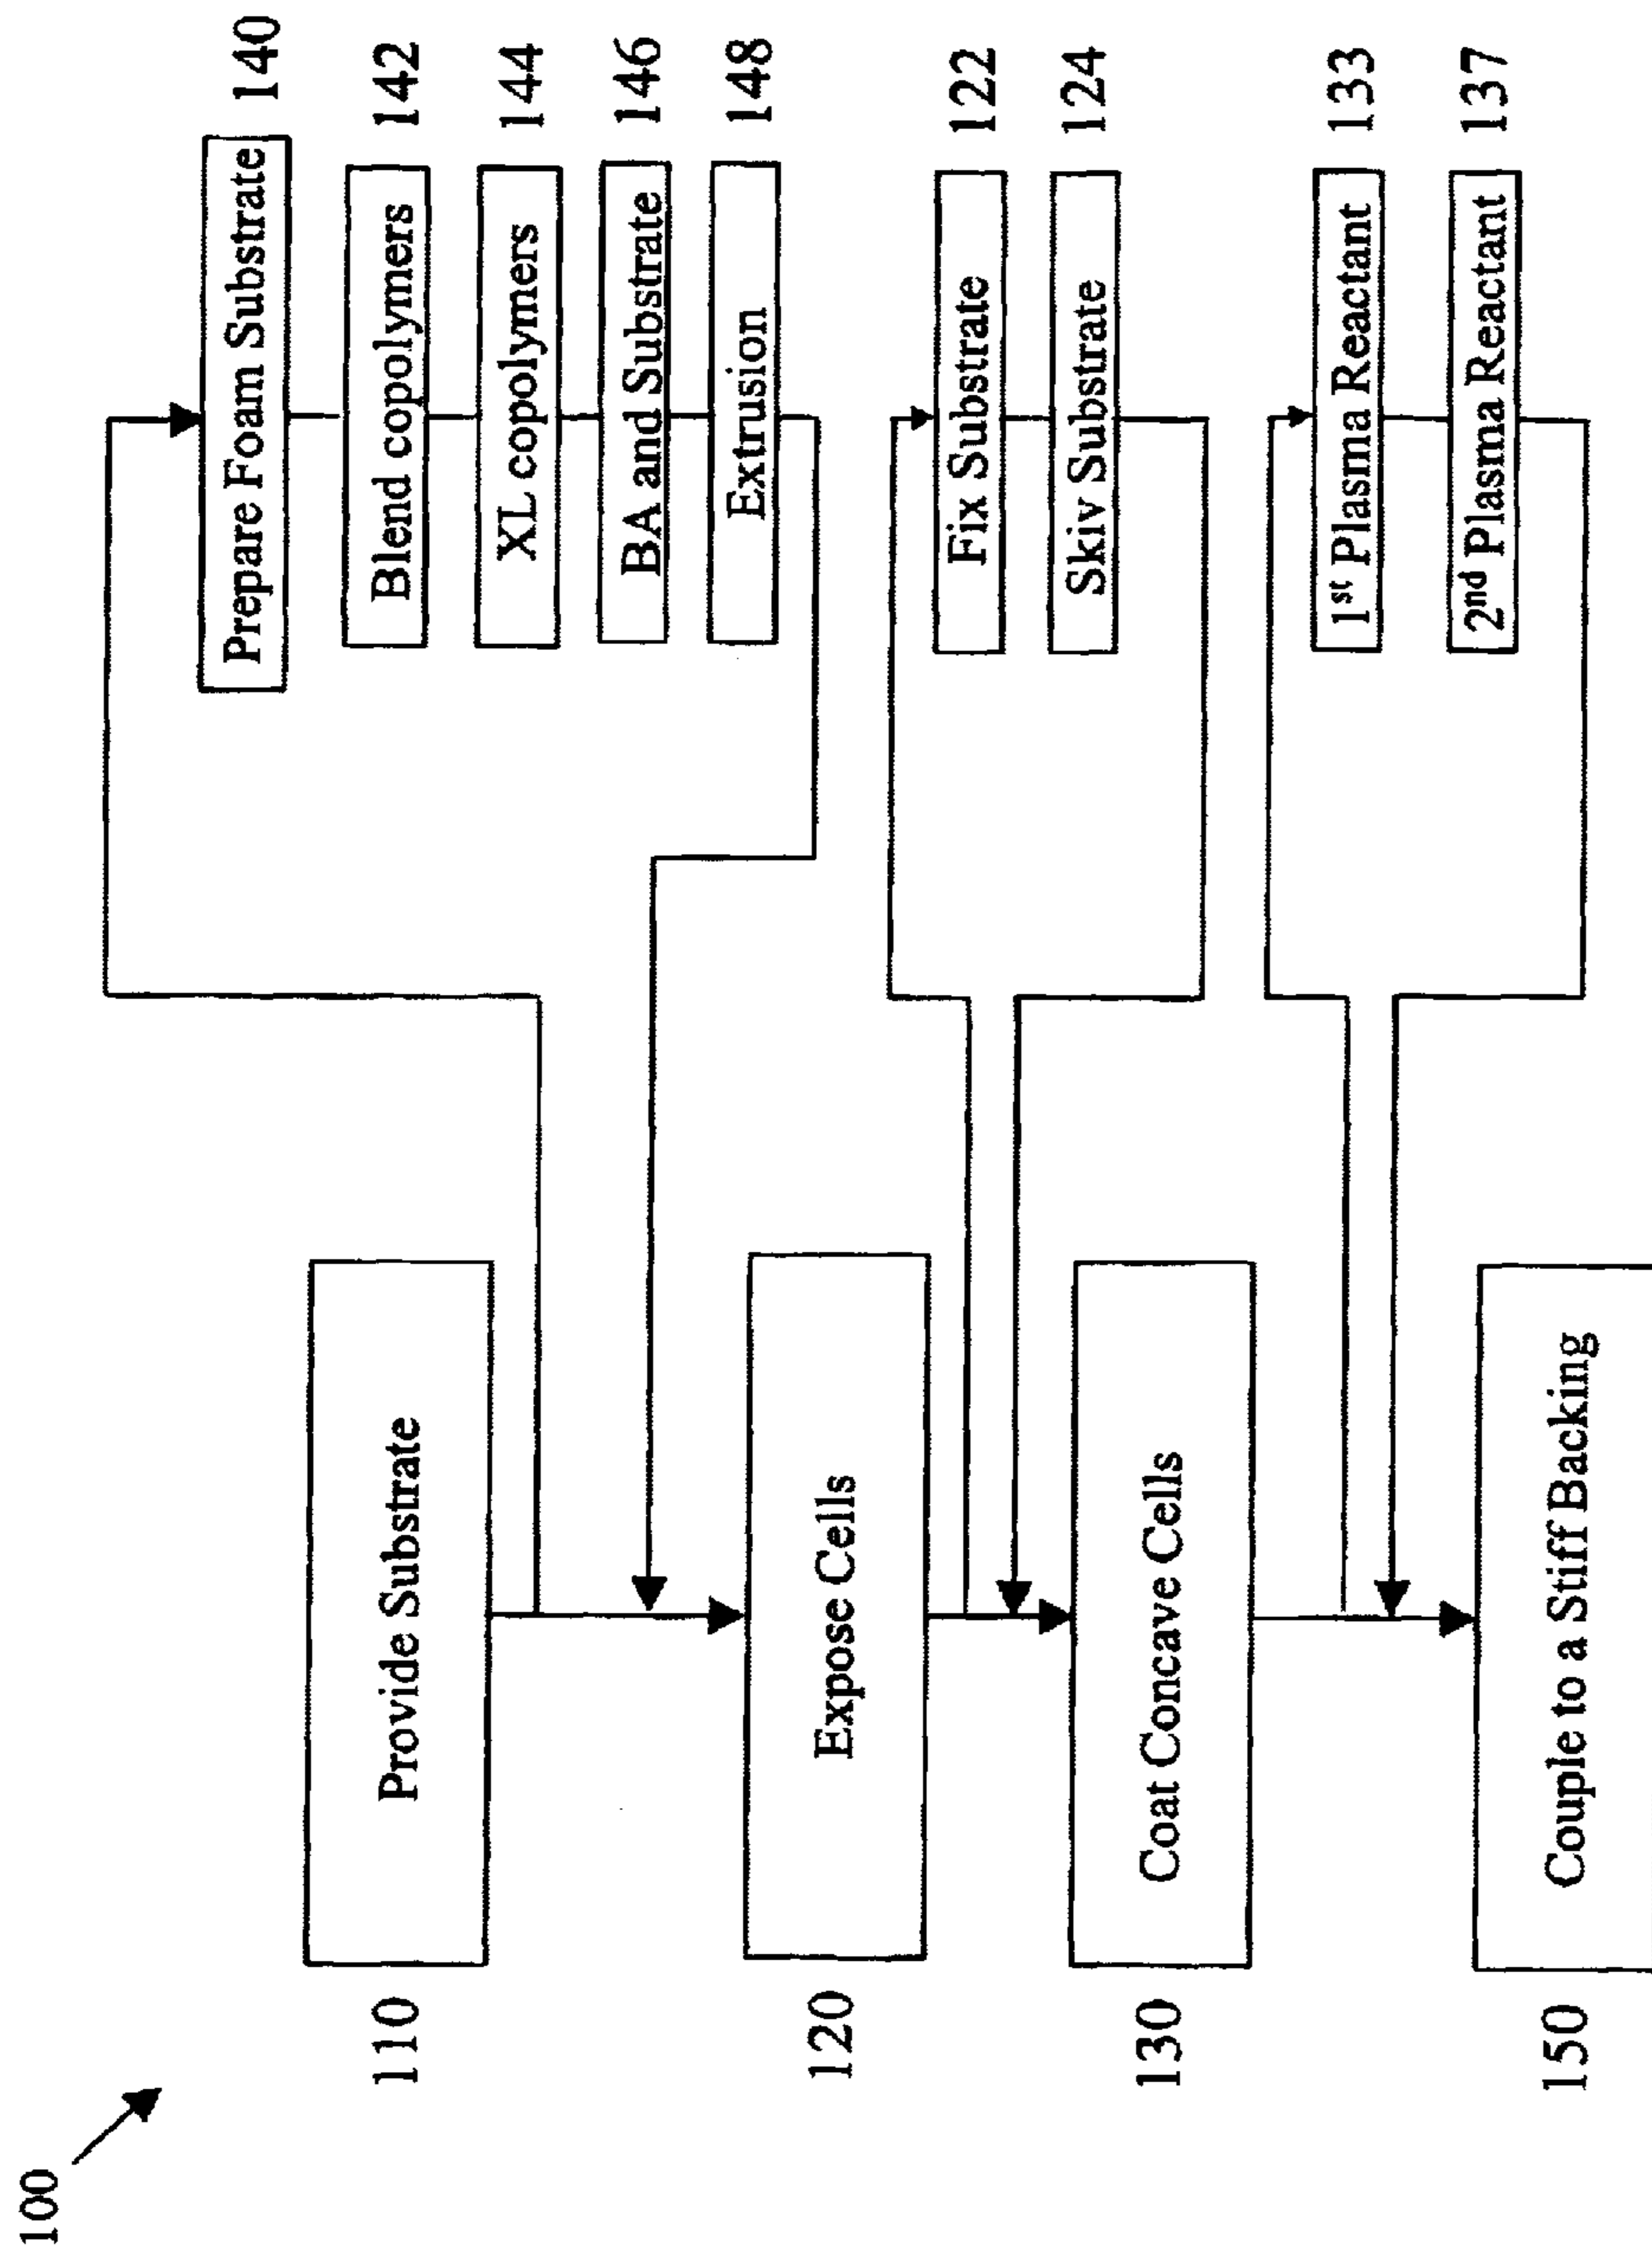 100
110
Provide Substrate
120
Expose Cells
130
Coat Concave Cells
150
Couple to a Stiff Backing
Prepare Foam Substrate
140
Blend copolymers
142
XL copolymers
144
BA and Substrate
146
Extrusion
148
Fix Substrate
122
Skiv Substrate
124
1st Plasma Reactant
133
2nd Plasma Reactant
137